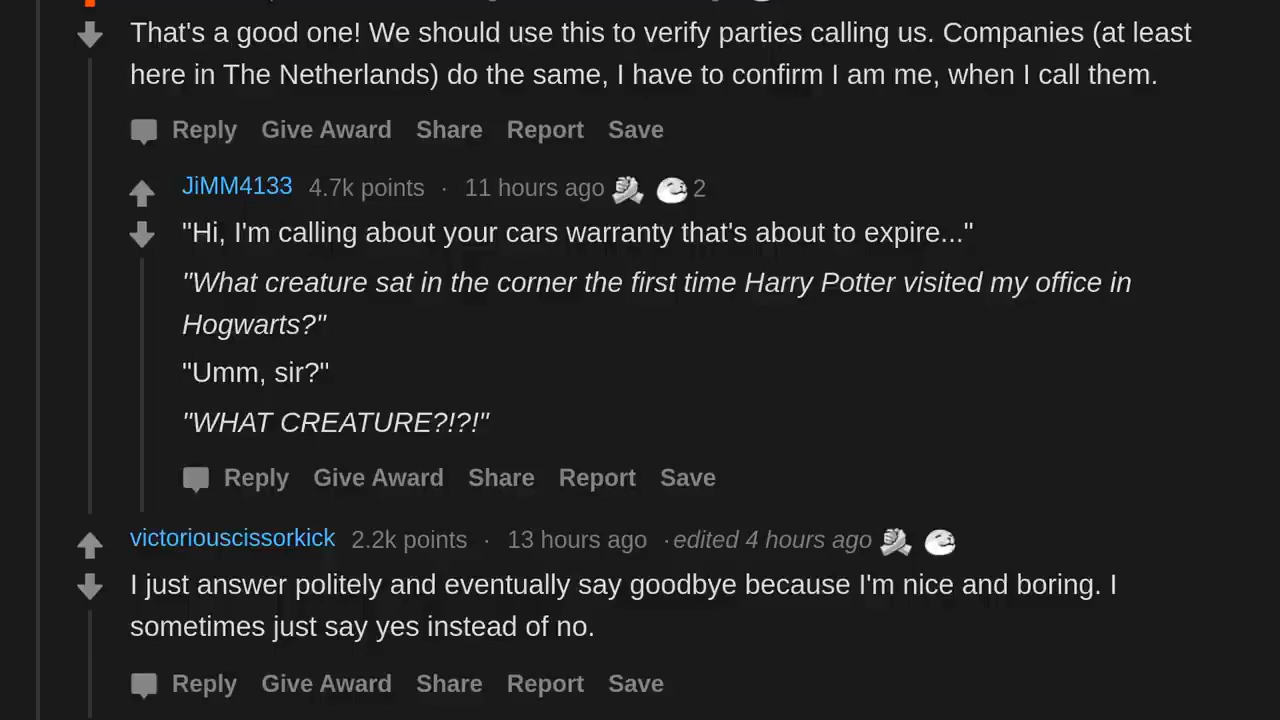 That's a good one! We should use this to verify parties calling us. Companies (at least
here in The Netherlands) do the same, I have to confirm I am me, when I call them.
Reply Give Award Share Report Save
JiMM4133 4.7k points · 11 hours ago 2
"Hi, I'm calling about your cars warranty that's about to expire..."
"What creature sat in the corner the first time Harry Potter visited my office in
Hogwarts?"
"Umm, sir?"
"WHAT CREATURE?!?!"
Reply Give Award Share Report Save
victoriouscissorkick 2.2k points · 13 hours ago · edited 4 hours ago
I just answer politely and eventually say goodbye because I'm nice and boring. I
sometimes just say yes instead of no.
Reply Give Award Share Report Save